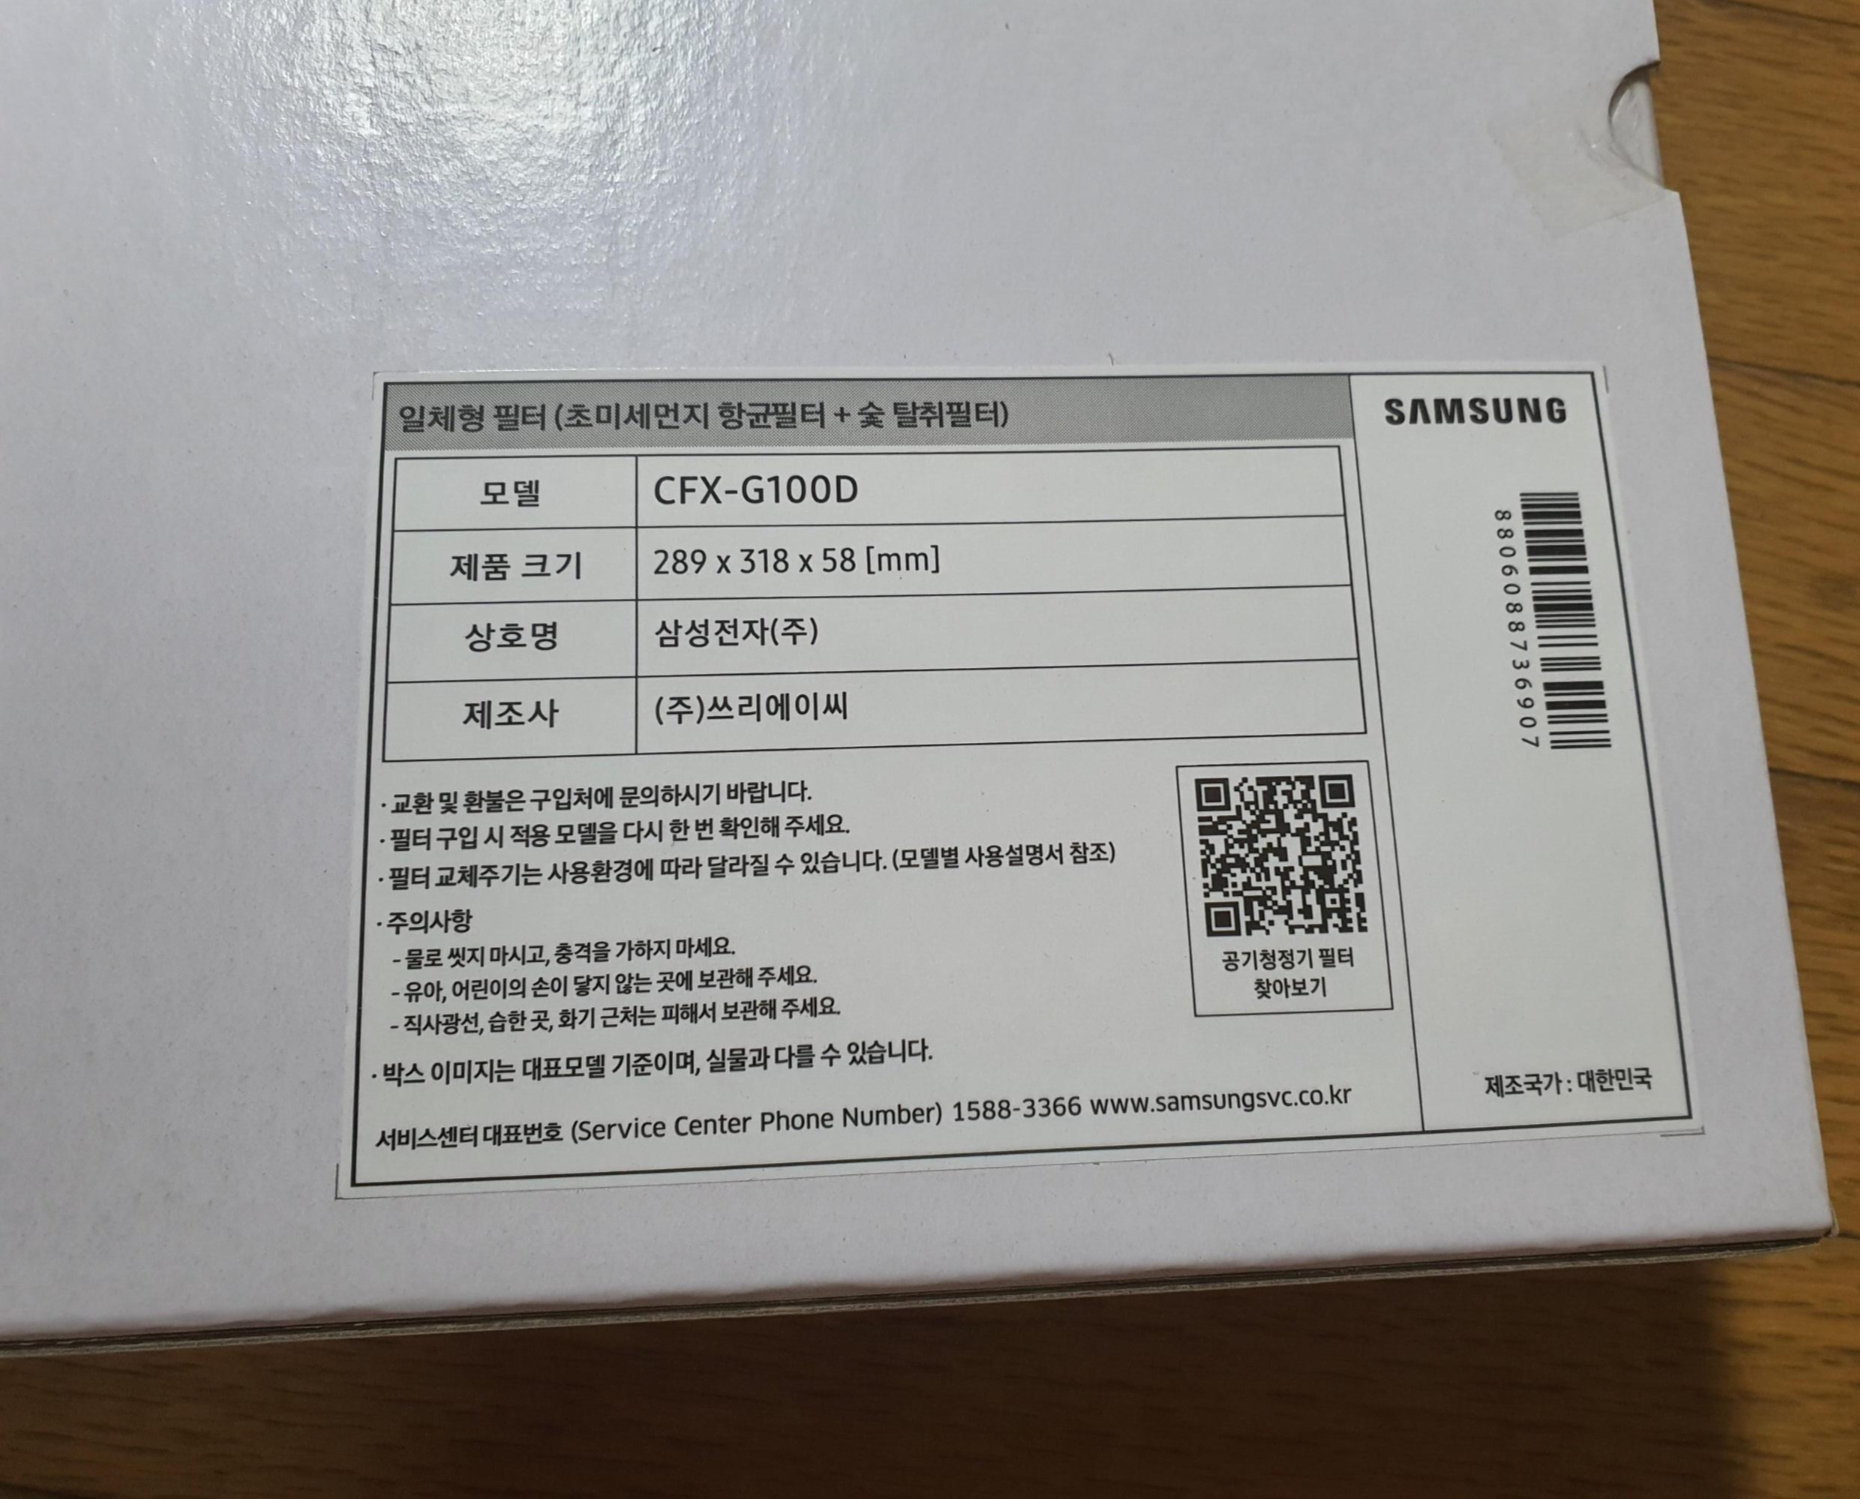 일체형 필터 (초미세먼지 항균필터 + 숯 탈취필터)
SAMSUNG
모델 CFX-G100D
제품 크기 289 x 318 x 58 [mm]
상호명 삼성전자(주)
제조사 (주)쓰리에이씨
8806088736907
· 교환 및 환불은 구입처에 문의하시기 바랍니다.
· 필터 구입 시 적용 모델을 다시 한 번 확인해 주세요.
· 필터 교체주기는 사용환경에 따라 달라질 수 있습니다. (모델별 사용설명서 참조)
· 주의사항
- 물로 씻지 마시고, 충격을 가하지 마세요.
- 유아, 어린이의 손이 닿지 않는 곳에 보관해 주세요.
- 직사광선, 습한 곳, 화기 근처는 피해서 보관해 주세요.
· 박스 이미지는 대표모델 기준이며, 실물과 다를 수 있습니다.
공기청정기 필터
찾아보기
서비스센터 대표번호 (Service Center Phone Number) 1588-3366 www.samsungsvc.co.kr
제조국가 : 대한민국